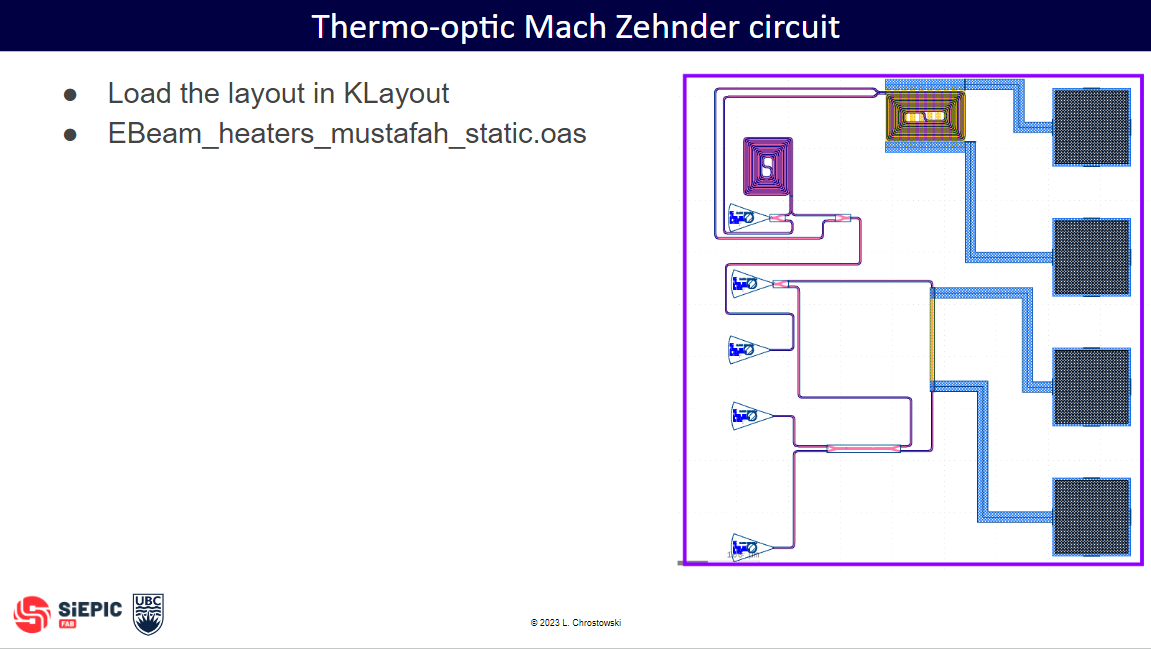 Thermo-optic Mach Zehnder circuit
● Load the layout in KLayout
● EBeam_heaters_mustafah_static.oas
SiEPIC
FAB
UBC
© 2023 L. Chrostowski